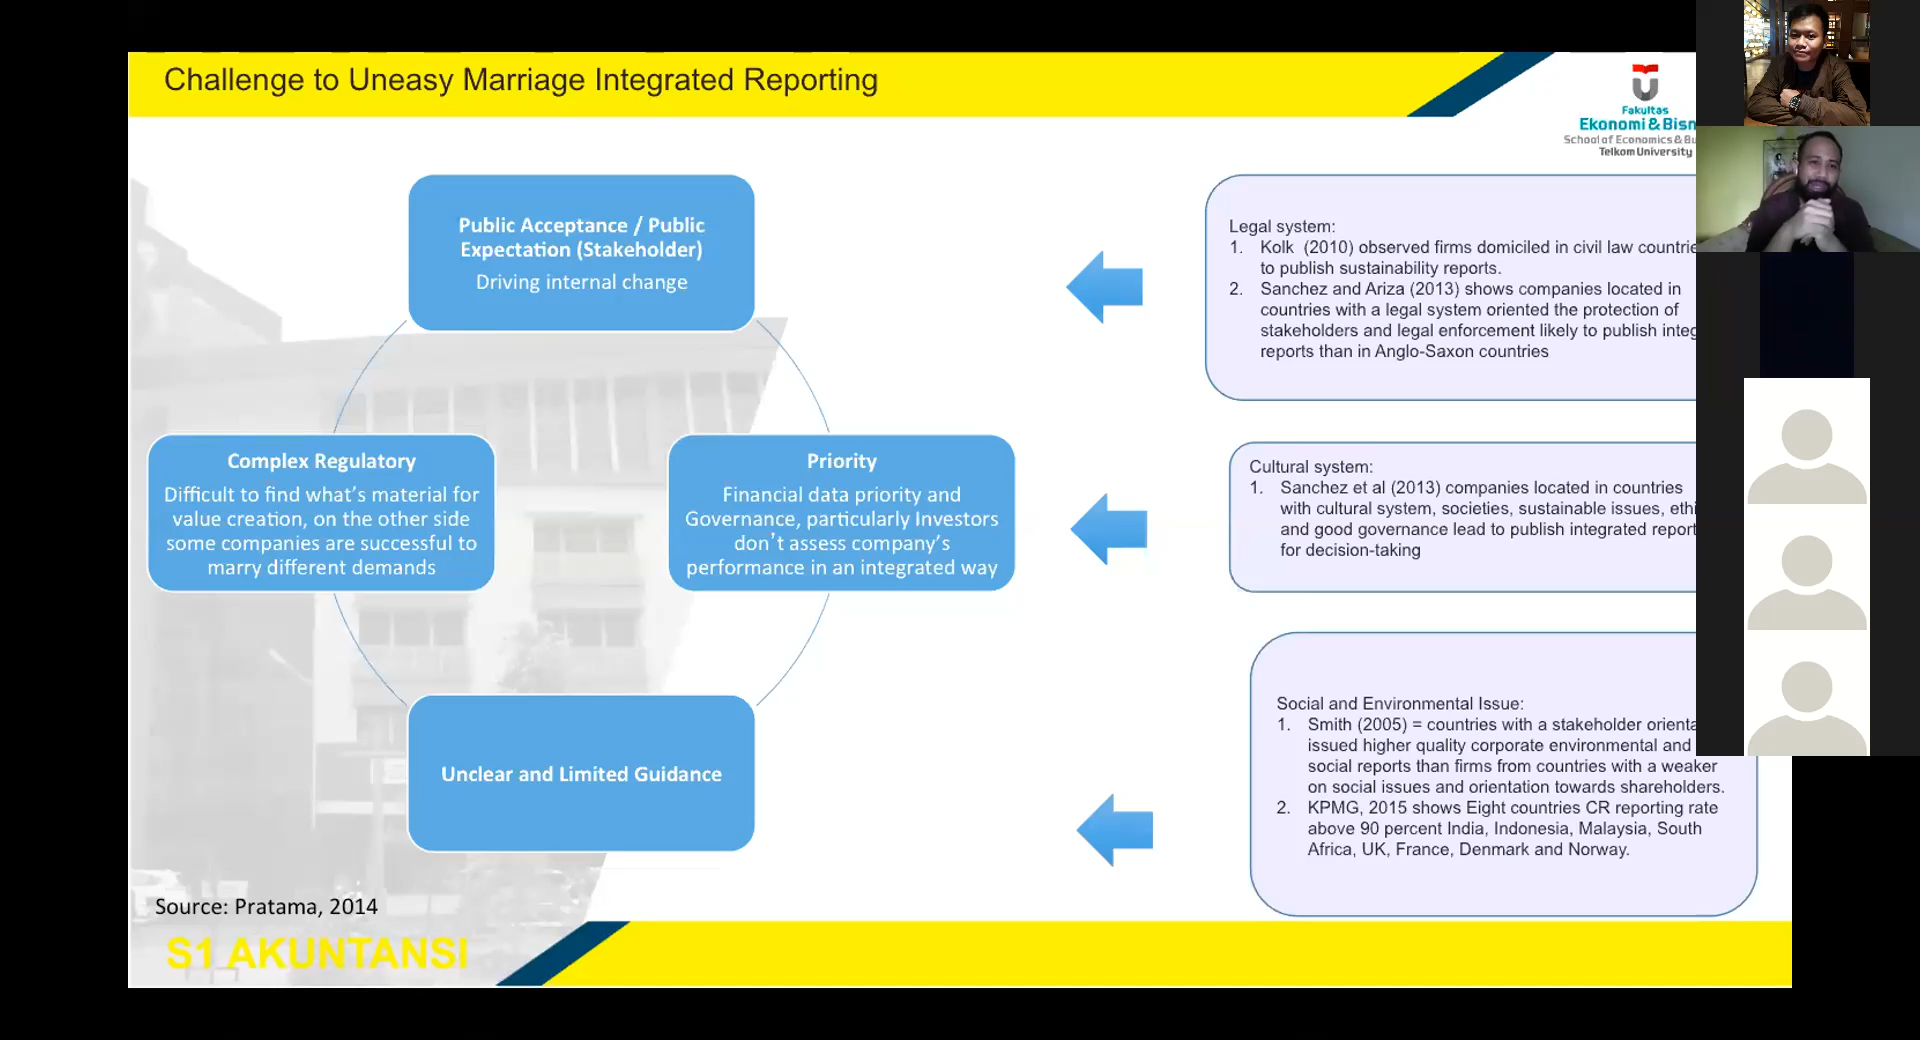 Challenge to Uneasy Marriage Integrated Reporting
Fakultas
Ekonomi & Bisn
School of Economics & Bu
Telkom University
Public Acceptance / Public
Expectation (Stakeholder)
Driving internal change
Complex Regulatory
Difficult to find what's material for
value creation, on the other side
some companies are successful to
marry different demands
Priority
Financial data priority and
Governance, particularly Investors
don't assess company's
performance in an integrated way
Unclear and Limited Guidance
Legal system:
1. Kolk (2010) observed firms domiciled in civil law countrie
to publish sustainability reports.
2. Sanchez and Ariza (2013) shows companies located in
countries with a legal system oriented the protection of
stakeholders and legal enforcement likely to publish integ
reports than in Anglo-Saxon countries
Cultural system:
1. Sanchez et al (2013) companies located in countries
with cultural system, societies, sustainable issues, ethi
and good governance lead to publish integrated report
for decision-taking
Social and Environmental Issue:
1. Smith (2005) = countries with a stakeholder orienta
issued higher quality corporate environmental and
social reports than firms from countries with a weaker
on social issues and orientation towards shareholders.
2. KPMG, 2015 shows Eight countries CR reporting rate
above 90 percent India, Indonesia, Malaysia, South
Africa, UK, France, Denmark and Norway.
Source: Pratama, 2014
S1 AKUNTANSI